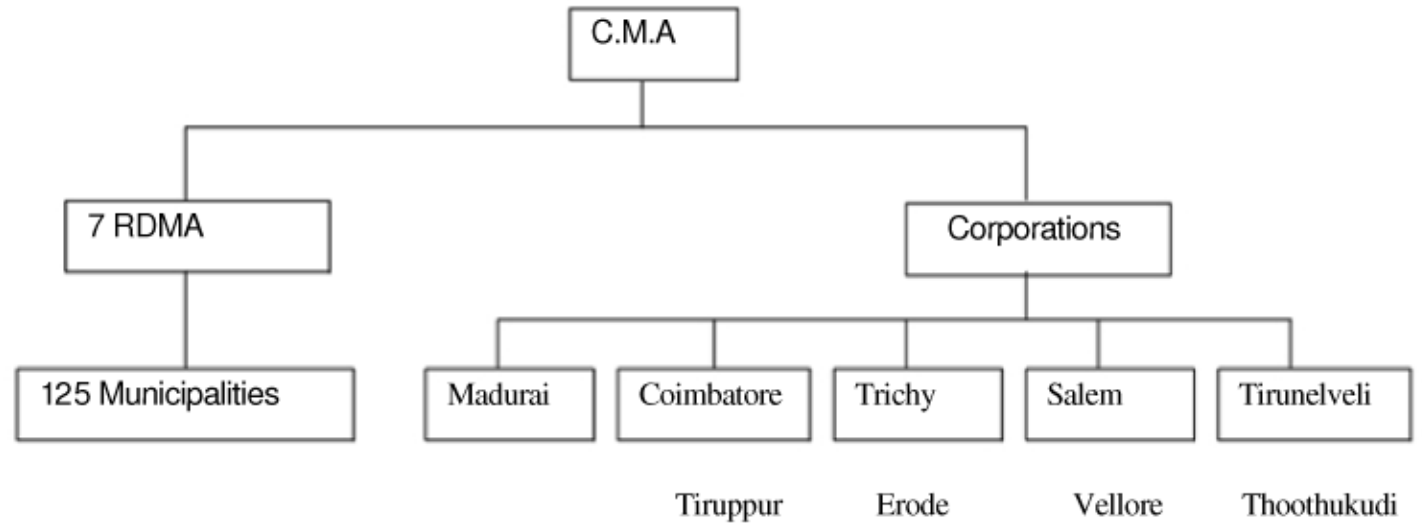 C.M.A
7 RDMA
Corporations
125 Municipalities
Madurai
Coimbatore
Trichy
Salem
Tirunelveli
Tiruppur
Erode
Vellore
Thoothukudi